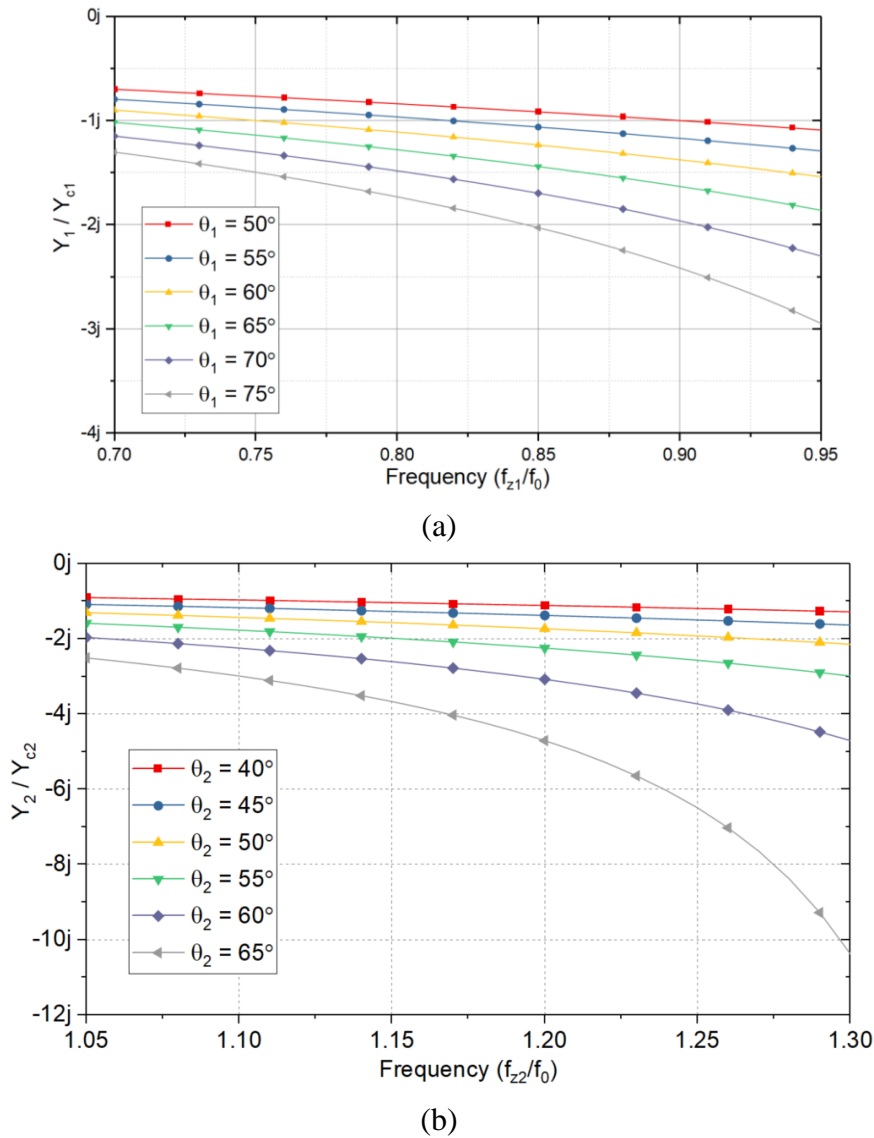 0j
-1j
-2j
-3j
-4j
Y1 / Yc1
θ1 = 50°
θ1 = 55°
θ1 = 60°
θ1 = 65°
θ1 = 70°
θ1 = 75°
0.70 0.75 0.80 0.85 0.90 0.95
Frequency (fz1/f0)
(a)
0j
-2j
-4j
-6j
-8j
-10j
-12j
Y2 / Yc2
θ2 = 40°
θ2 = 45°
θ2 = 50°
θ2 = 55°
θ2 = 60°
θ2 = 65°
1.05 1.10 1.15 1.20 1.25 1.30
Frequency (fz2/f0)
(b)